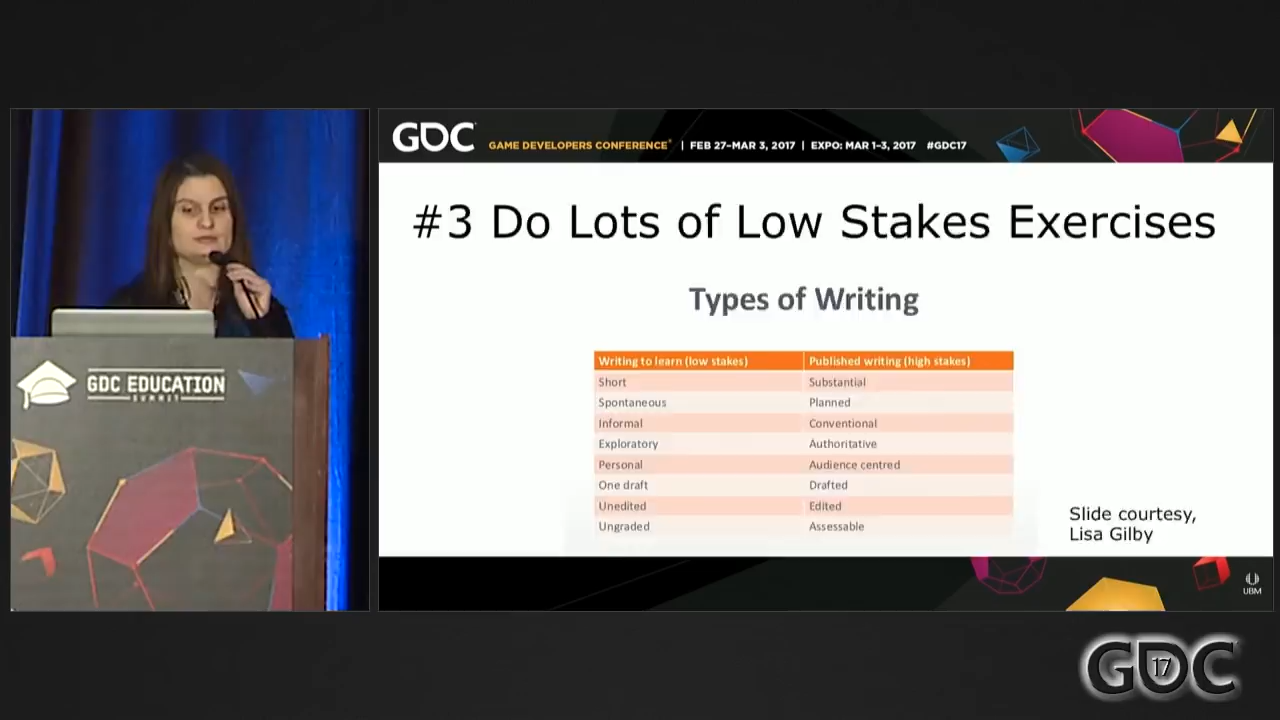 GDC
GAME DEVELOPERS CONFERENCE® | FEB 27–MAR 3, 2017 | EXPO: MAR 1–3, 2017 #GDC17
#3 Do Lots of Low Stakes Exercises
Types of Writing
Writing to learn (low stakes) Published writing (high stakes)
Short Substantial
Spontaneous Planned
Informal Conventional
Exploratory Authoritative
Personal Audience centred
One draft Drafted
Unedited Edited
Ungraded Assessable
Slide courtesy,
Lisa Gilby
GDC EDUCATION
SUMMIT
UBM
GDC 17